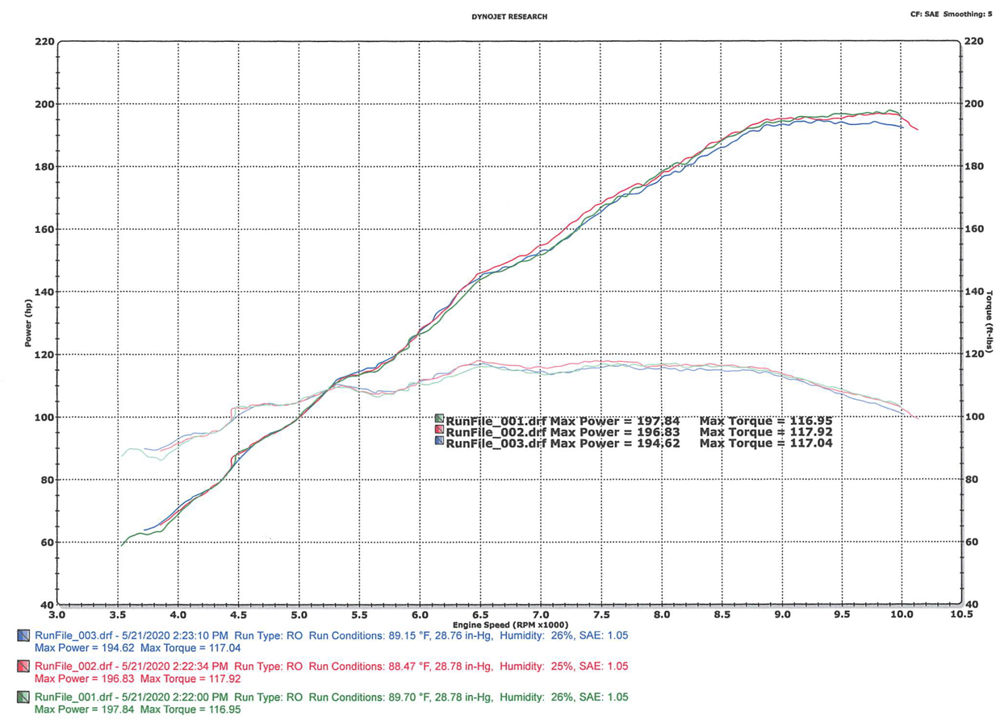 DYNOJET RESEARCH
CF: SAE Smoothing: 5
220
200
180
160
140
120
100
80
60
40
Power (hp)
220
200
180
160
140
120
100
80
60
40
Torque (ft-lbs)
RunFile_001.drf Max Power = 197.84 Max Torque = 116.95
RunFile_002.drf Max Power = 196.83 Max Torque = 117.92
RunFile_003.drf Max Power = 194.62 Max Torque = 117.04
3.0 3.5 4.0 4.5 5.0 5.5 6.0 6.5 7.0 7.5 8.0 8.5 9.0 9.5 10.0 10.5
Engine Speed (RPM x1000)
RunFile_003.drf - 5/21/2020 2:23:10 PM Run Type: RO Run Conditions: 89.15 °F, 28.76 in-Hg, Humidity: 26%, SAE: 1.05
Max Power = 194.62 Max Torque = 117.04
RunFile_002.drf - 5/21/2020 2:22:34 PM Run Type: RO Run Conditions: 88.47 °F, 28.78 in-Hg, Humidity: 25%, SAE: 1.05
Max Power = 196.83 Max Torque = 117.92
RunFile_001.drf - 5/21/2020 2:22:00 PM Run Type: RO Run Conditions: 89.70 °F, 28.78 in-Hg, Humidity: 26%, SAE: 1.05
Max Power = 197.84 Max Torque = 116.95